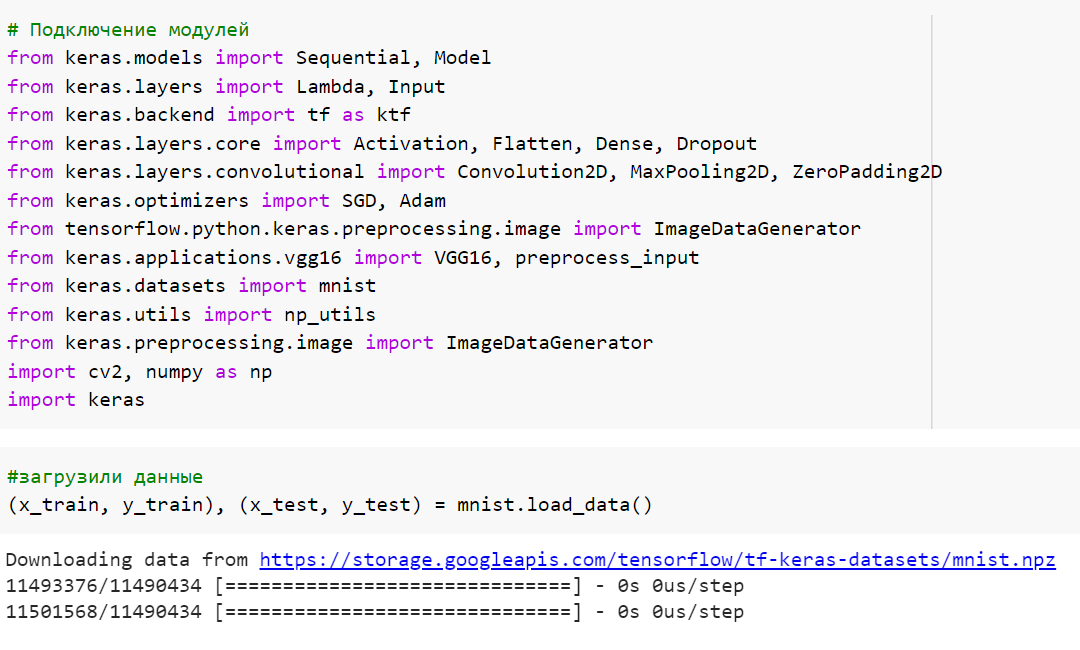 # Подключение модулей
from keras.models import Sequential, Model
from keras.layers import Lambda, Input
from keras.backend import tf as ktf
from keras.layers.core import Activation, Flatten, Dense, Dropout
from keras.layers.convolutional import Convolution2D, MaxPooling2D, ZeroPadding2D
from keras.optimizers import SGD, Adam
from tensorflow.python.keras.preprocessing.image import ImageDataGenerator
from keras.applications.vgg16 import VGG16, preprocess_input
from keras.datasets import mnist
from keras.utils import np_utils
from keras.preprocessing.image import ImageDataGenerator
import cv2, numpy as np
import keras
#загрузили данные
(x_train, y_train), (x_test, y_test) = mnist.load_data()
Downloading data from https://storage.googleapis.com/tensorflow/tf-keras-datasets/mnist.npz
11493376/11490434 [==============================] - 0s 0us/step
11501568/11490434 [==============================] - 0s 0us/step